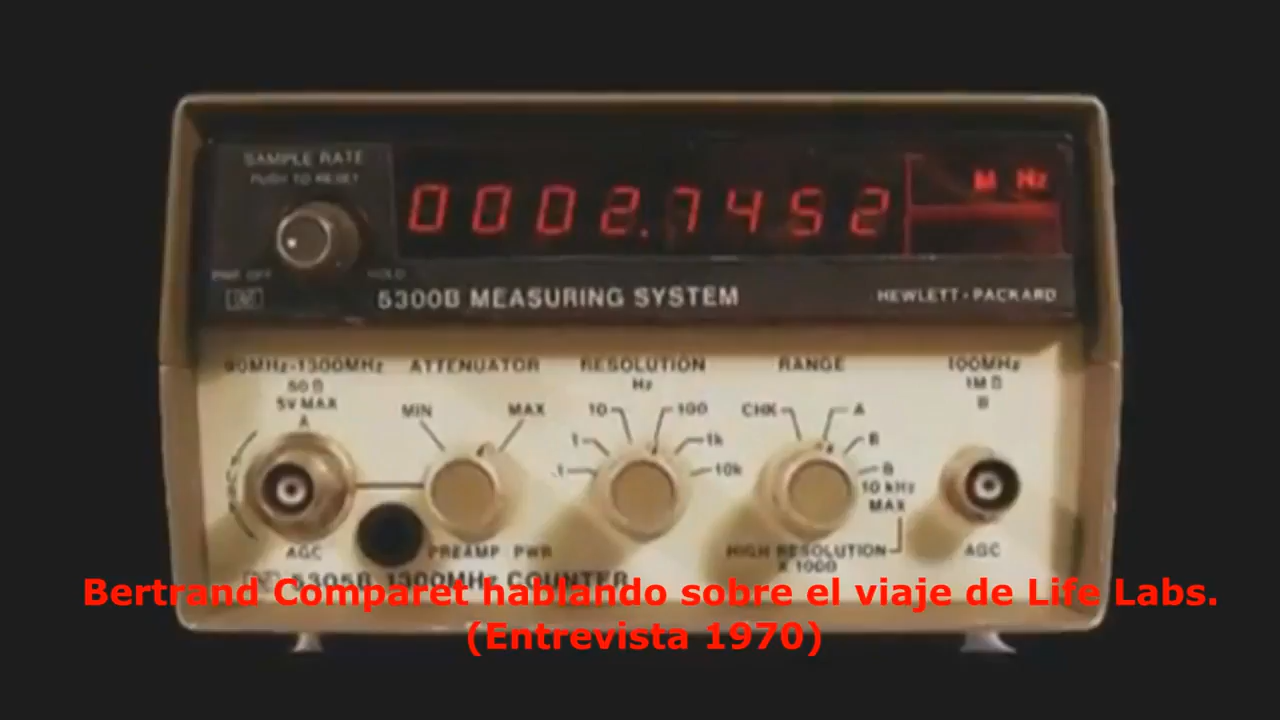 SAMPLE RATE
PUSH TO RESET
0002.7452
M Hz
PWR OFF
HOLD
5300B MEASURING SYSTEM
HEWLETT • PACKARD
90MHz-1300MHz
50 Ω
5V MAX
A
ATTENUATOR
MIN
MAX
RESOLUTION
Hz
.1
1
10
100
1k
10k
RANGE
CHK
A
B
B
10 kHz
MAX
100MHz
1M Ω
B
AGC
PREAMP PWR
HIGH RESOLUTION
X 1000
AGC
5305B 1300MHz COUNTER
Bertrand Comparet hablando sobre el viaje de Life Labs.
(Entrevista 1970)